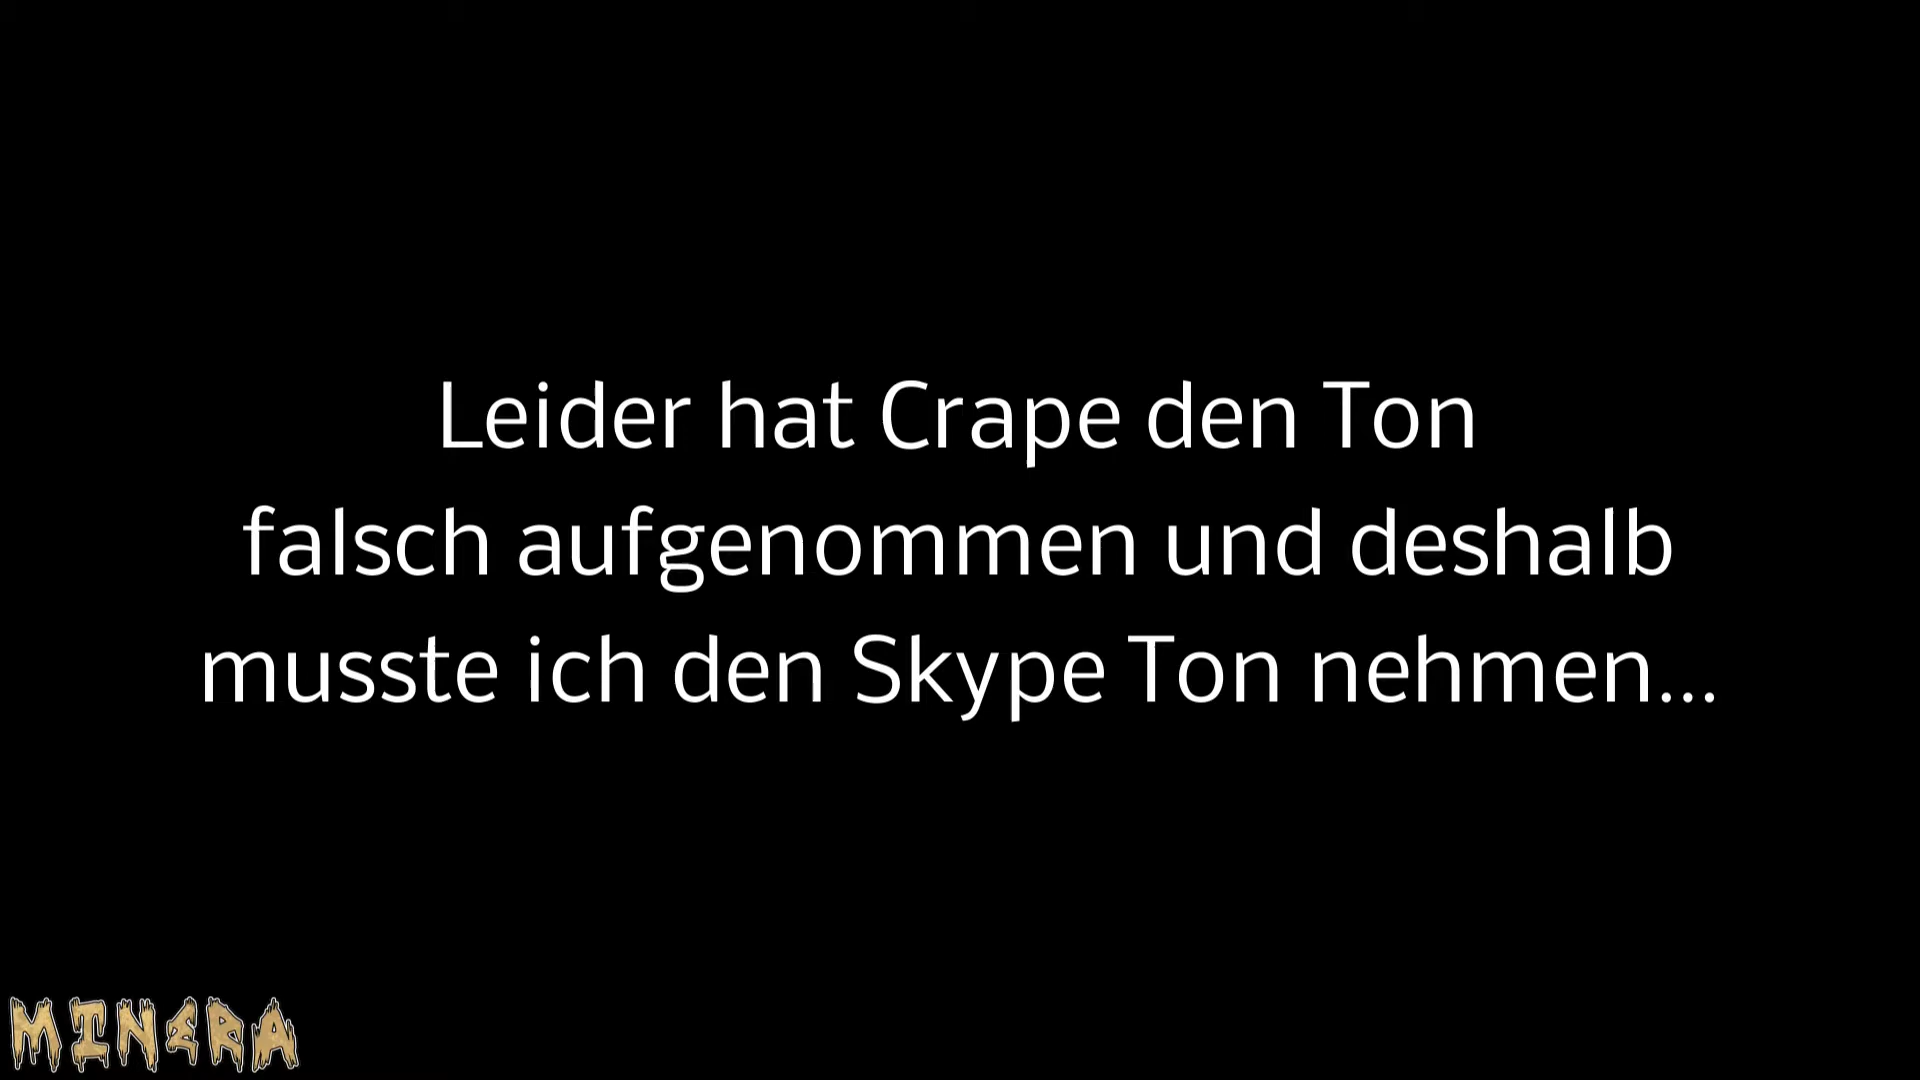 Leider hat Crape den Ton
falsch aufgenommen und deshalb
musste ich den Skype Ton nehmen...
MINERA